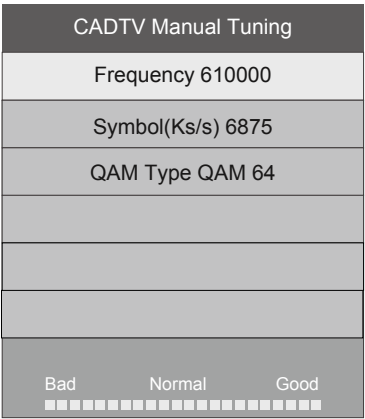 CADTV Manual Tuning
Frequency 610000
Symbol(Ks/s) 6875
QAM Type QAM 64
Bad Normal Good